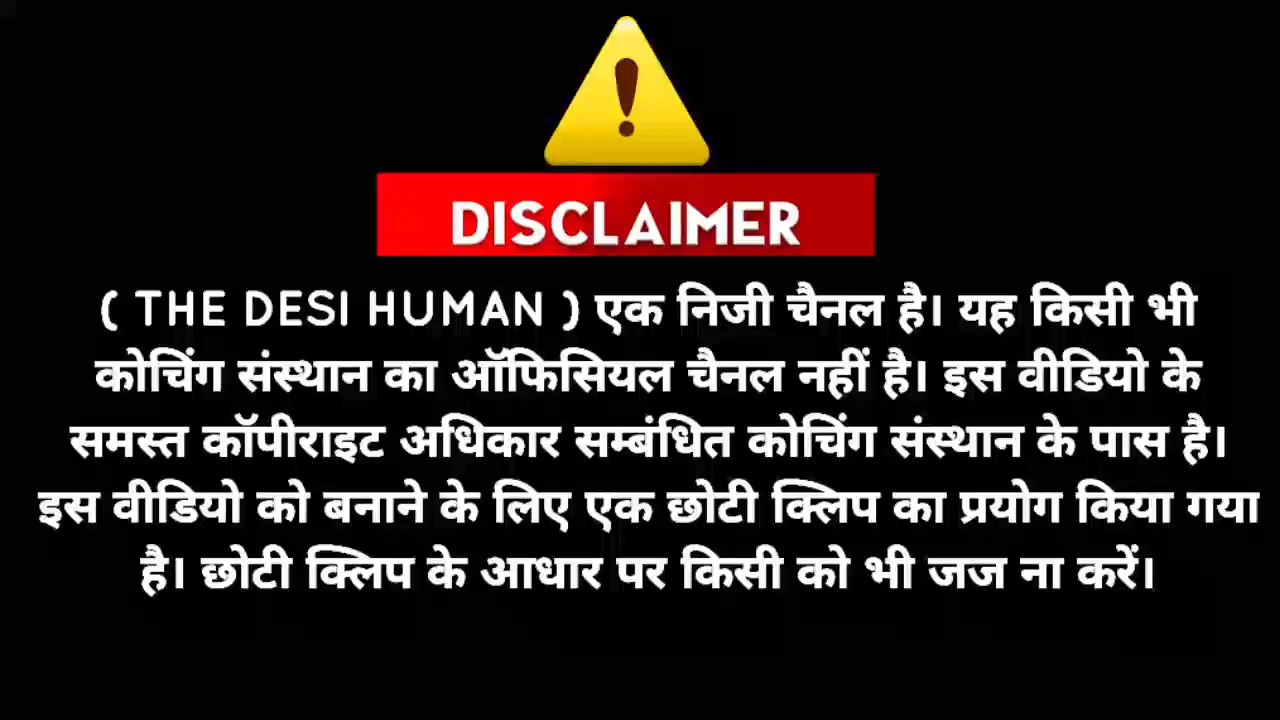 DISCLAIMER
( THE DESI HUMAN ) एक निजी चैनल है। यह किसी भी
कोचिंग संस्थान का ऑफिसियल चैनल नहीं है। इस वीडियो के
समस्त कॉपीराइट अधिकार सम्बंधित कोचिंग संस्थान के पास है।
इस वीडियो को बनाने के लिए एक छोटी क्लिप का प्रयोग किया गया
है। छोटी क्लिप के आधार पर किसी को भी जज ना करें।